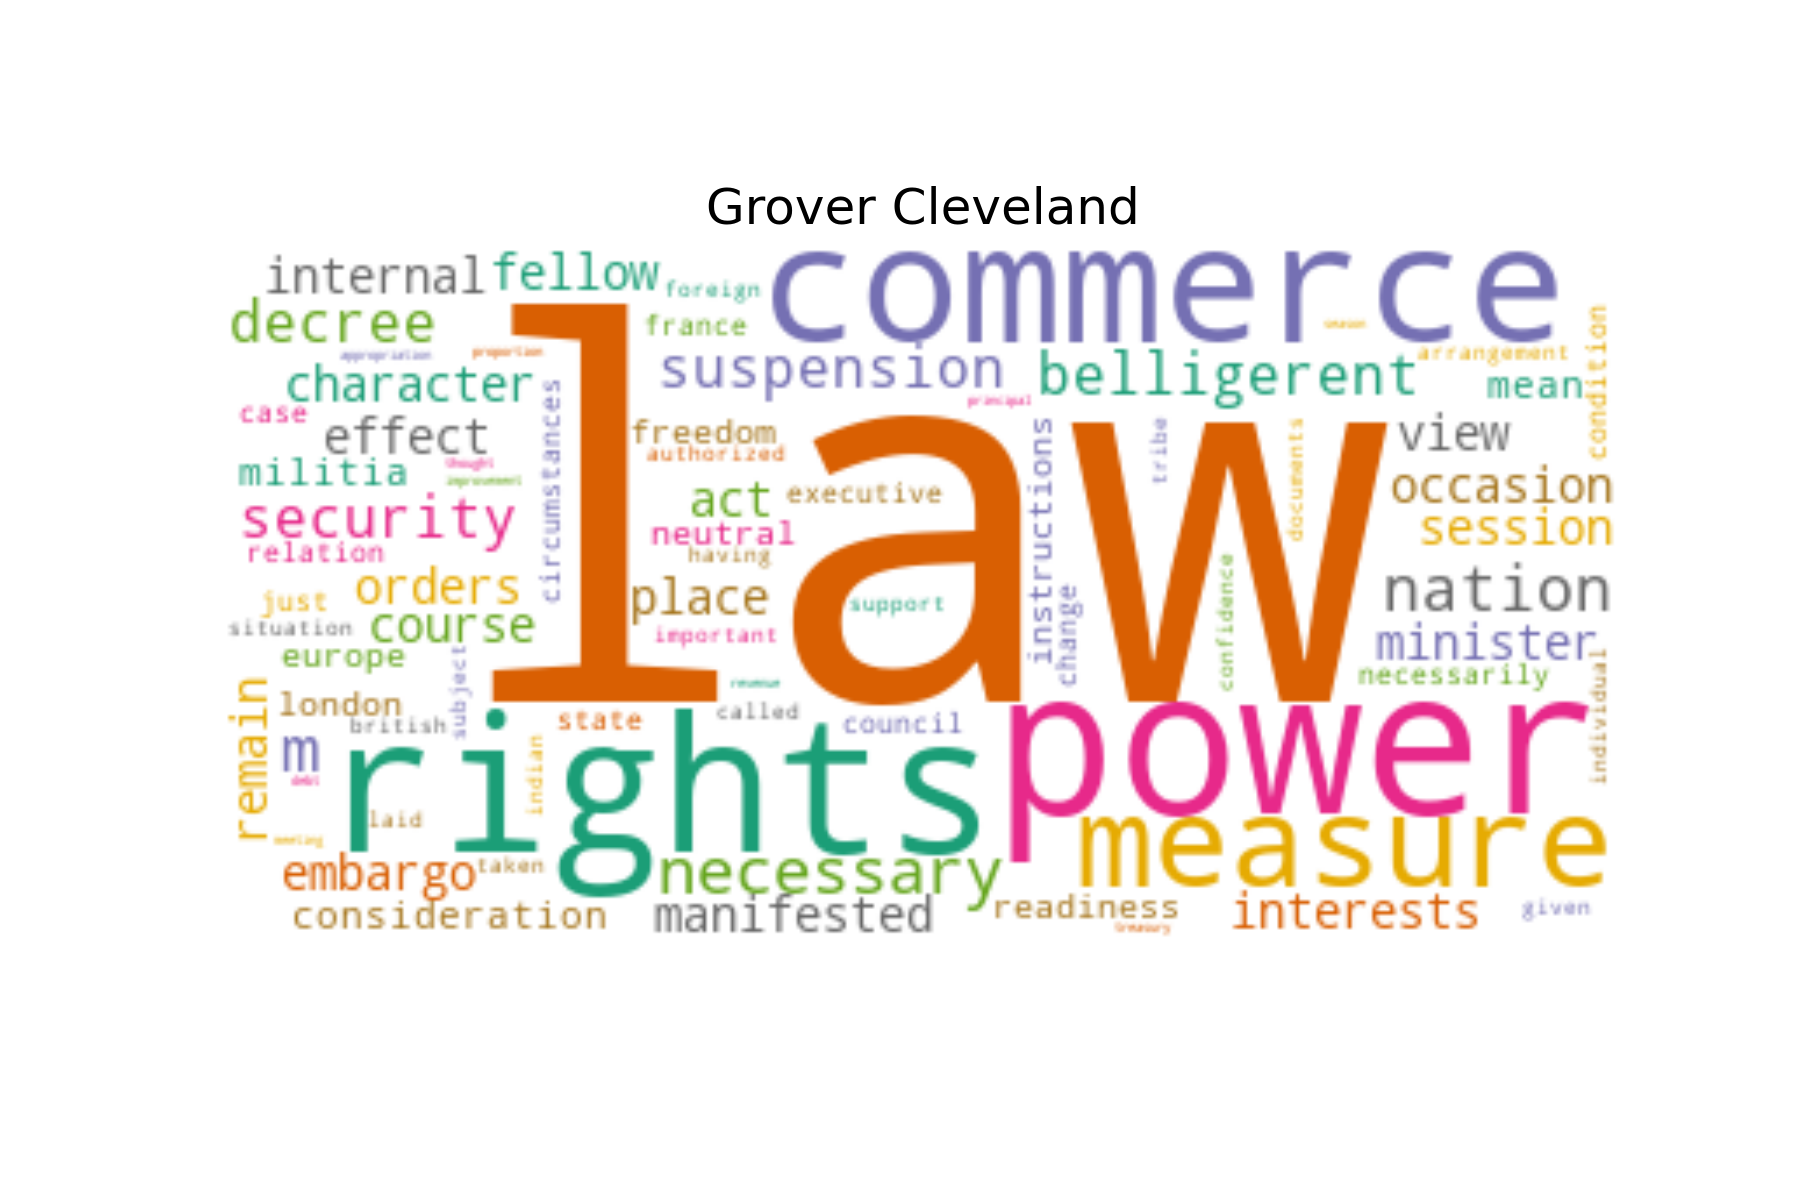 Grover Cleveland
commerce
internal
fellow
foreign
decree
france
season
condition
appropriation
proportion
suspension
belligerent
arrangement
character
mean
case
principal
circumstances
effect
freedom
authorized
instructions
tribe
documents
view
law
militia
thought
improvement
act
executive
occasion
security
neutral
session
relation
having
confidence
orders
place
support
change
nation
just
situation
course
important
minister
europe
subject
necessarily
individual
remain
london
revenue
called
british
state
council
power
m
rights
debt
indian
laid
meeting
measure
embargo
taken
necessary
consideration
manifested
readiness
interests
given
treasury